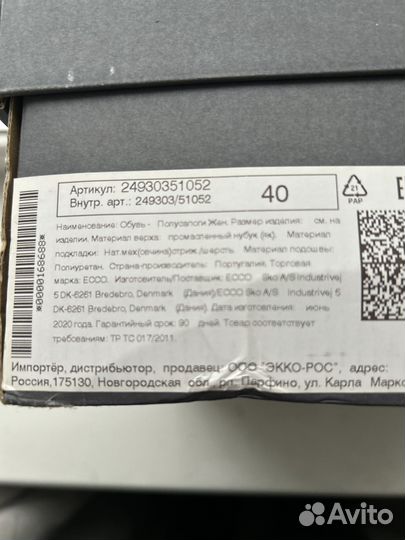 Артикул: 24930351052
Внутр. арт.: 249303/51052
40
21
PAP
*0000168688*
Наименование: Обувь - Полусапоги Жен. Размер изделия: см. на
изделии. Материал верха: промасленный нубук (як). Материал
подкладки: Нат.мех(овчина)стриж./шерсть. Материал подошвы:
Полиуретан. Страна-производитель: Португалия. Торговая
марка: ECCO. Изготовитель/Поставщик: ECCO Sko A/S Industrivej
5 DK-6261 Bredebro, Denmark (Дания)/ECCO Sko A/S Industrivej 5
DK-6261 Bredebro, Denmark (Дания) Дата изготовления: июнь
2020 года. Гарантийный срок: 90 дней. Товар соответствует
требованиям: ТР ТС 017/2011.
Импортёр, дистрибьютор, продавец: ООО "ЭККО-РОС", адрес:
Россия,175130, Новгородская обл., рп. Парфино, ул. Карла Маркс
Avito